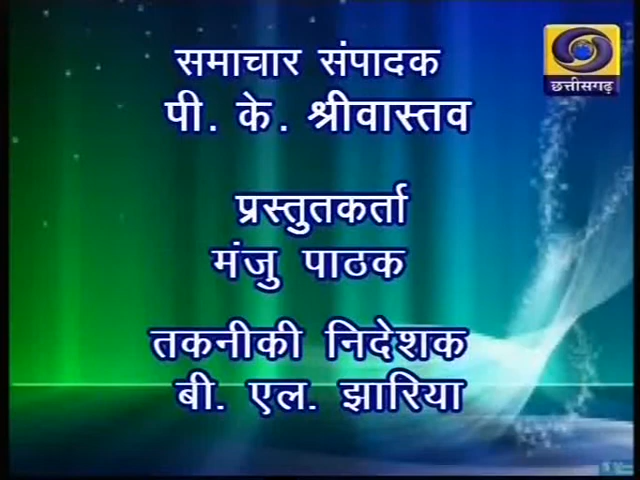 समाचार संपादक
पी. के. श्रीवास्तव
छत्तीसगढ़
प्रस्तुतकर्ता
मंजु पाठक
तकनीकी निदेशक
बी. एल. झारिया